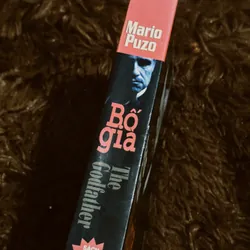 Mario
Puzo
Bố
già
The
Godfather